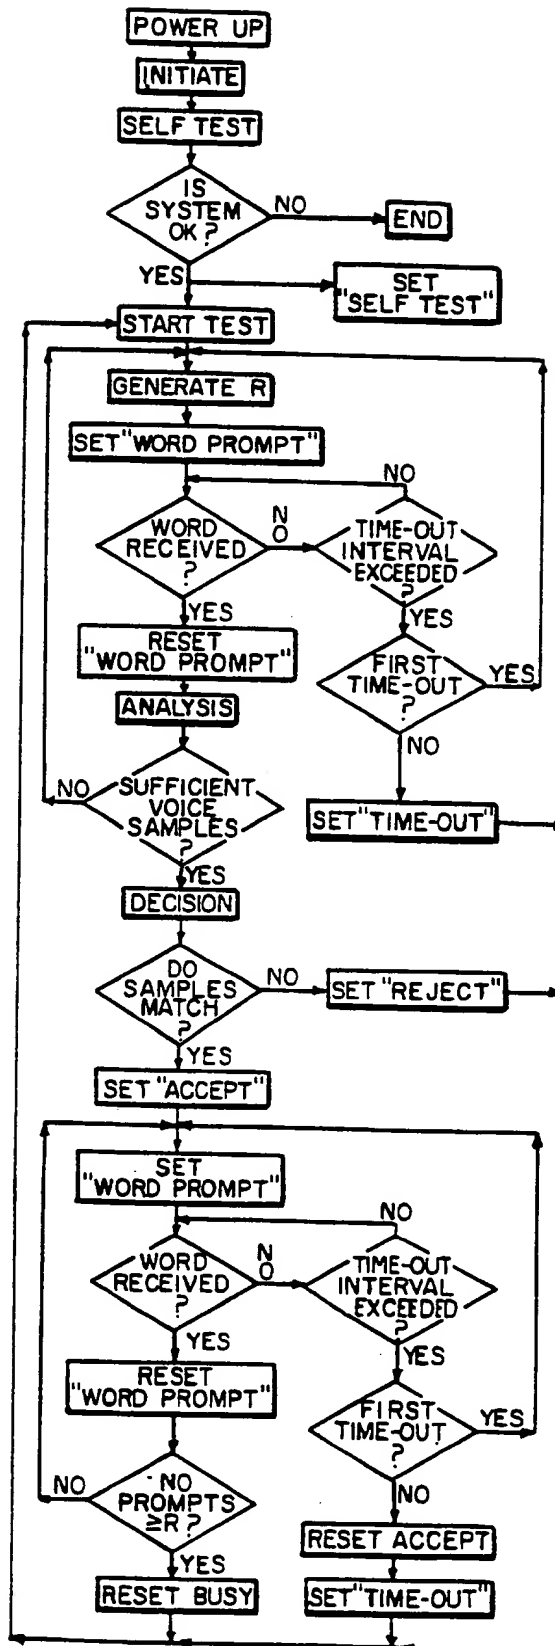 POWER UP
INITIATE
SELF TEST
IS
SYSTEM
OK?
NO
END
YES
SET
"SELF TEST"
START TEST
GENERATE R
SET "WORD PROMPT"
NO
WORD
RECEIVED
?
NO
TIME-OUT
INTERVAL
EXCEEDED
?
YES
YES
RESET
"WORD PROMPT"
FIRST
TIME-OUT
?
YES
ANALYSIS
NO
NO
SUFFICIENT
VOICE
SAMPLES
?
SET "TIME-OUT"
YES
DECISION
DO
SAMPLES
MATCH
?
NO
SET "REJECT"
YES
SET "ACCEPT"
SET
"WORD PROMPT"
NO
WORD
RECEIVED
?
NO
TIME-OUT
INTERVAL
EXCEEDED
?
YES
YES
RESET
"WORD PROMPT"
FIRST
TIME-OUT
?
YES
NO
NO
PROMPTS
≥R?
NO
YES
RESET ACCEPT
RESET BUSY
SET "TIME-OUT"